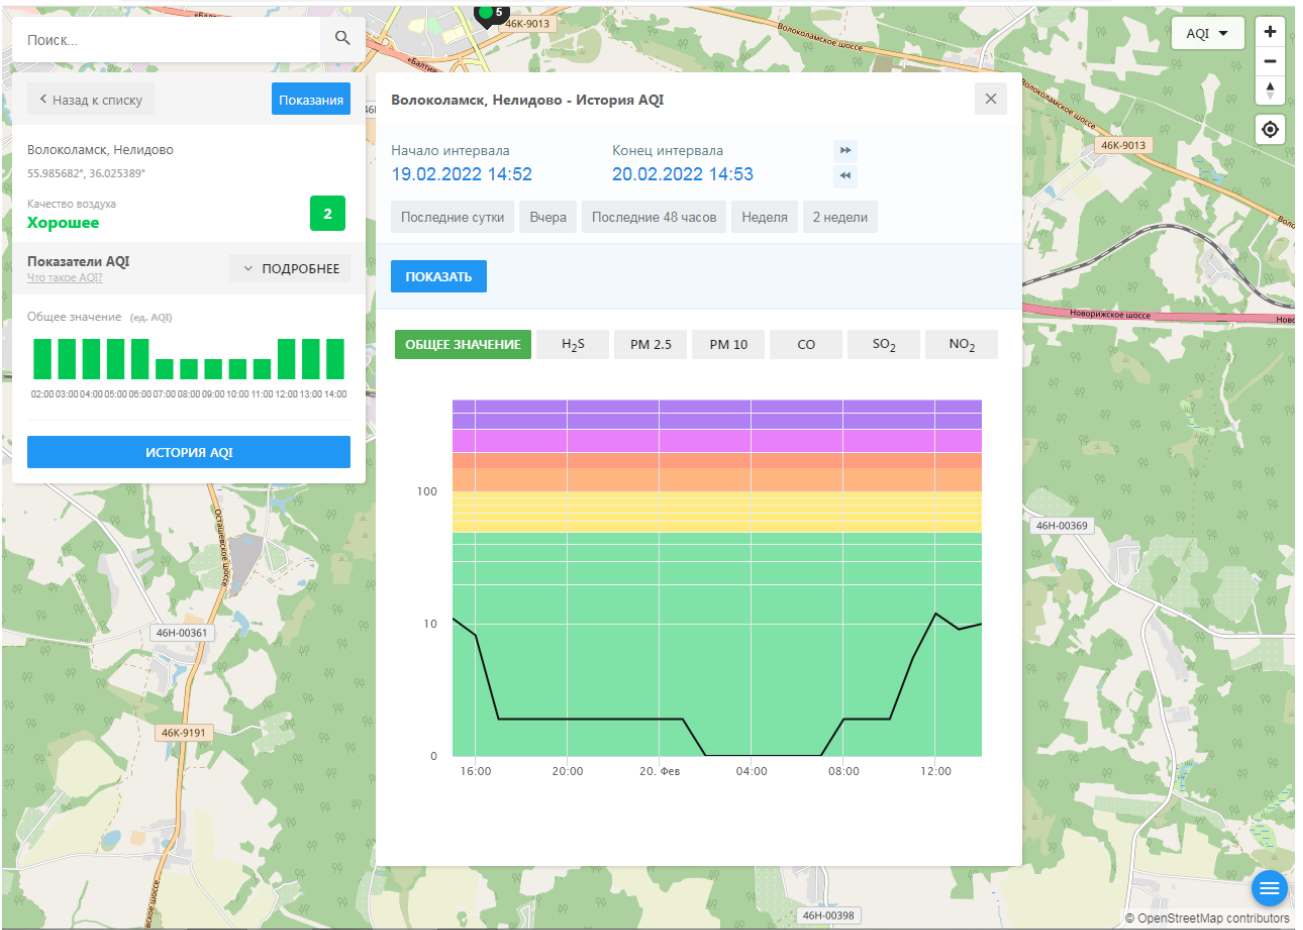 Поиск...
46К-9013
5
Волоколамское шоссе
AQI
Назад к списку
Показания
Волоколамск, Нелидово
55.985682°, 36.025389°
Качество воздуха
Хорошее
2
Показатели AQI
Что такое AQI?
ПОДРОБНЕЕ
Общее значение (ед. AQI)
02:00 03:00 04:00 05:00 06:00 07:00 08:00 09:00 10:00 11:00 12:00 13:00 14:00
ИСТОРИЯ AQI
Волоколамск, Нелидово - История AQI
Начало интервала
Конец интервала
19.02.2022 14:52
20.02.2022 14:53
Последние сутки
Вчера
Последние 48 часов
Неделя
2 недели
ПОКАЗАТЬ
ОБЩЕЕ ЗНАЧЕНИЕ
H2S
PM 2.5
PM 10
CO
SO2
NO2
100
10
0
16:00
20:00
20. Фев
04:00
08:00
12:00
46К-9013
Волоколамское шоссе
Новорижское шоссе
46Н-00369
Осташевское шоссе
46Н-00361
46К-9191
46Н-00398
© OpenStreetMap contributors